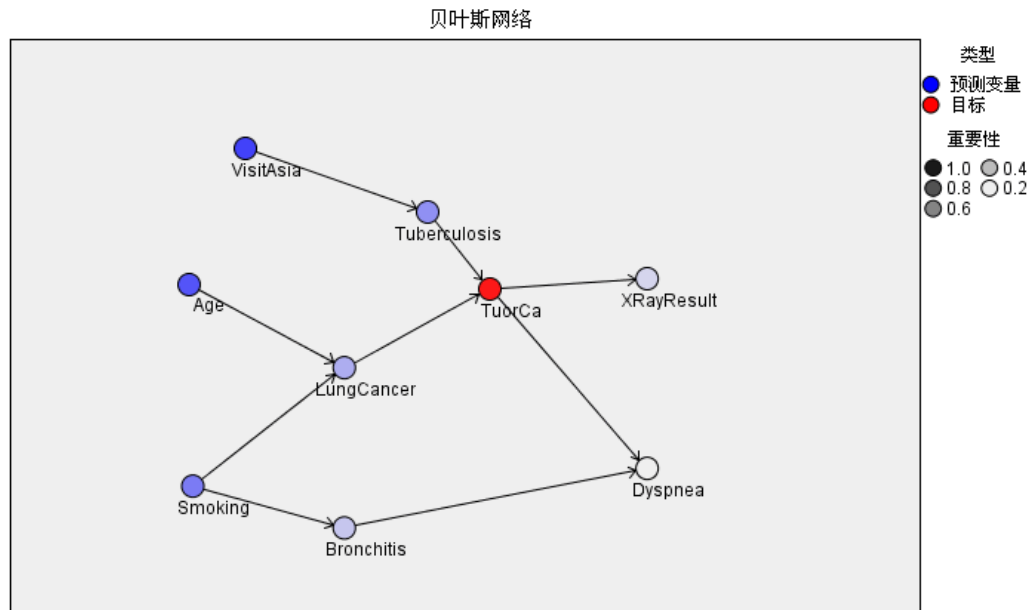 贝叶斯网络
类型
预测变量
目标
重要性
1.0 0.4
0.8 0.2
0.6
VisitAsia
Tuberculosis
Age
TuorCa
XRayResult
LungCancer
Smoking
Dyspnea
Bronchitis